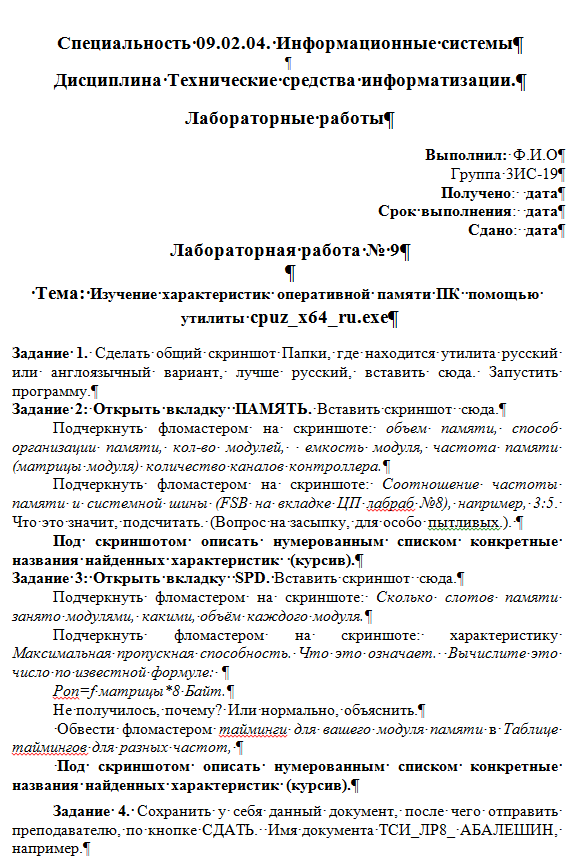 Специальность 09.02.04. Информационные системы¶
¶
Дисциплина Технические средства информатизации.¶
Лабораторные работы¶
Выполнил: Ф.И.О¶
Группа ЗИС-19¶
Получено: дата¶
Срок выполнения: дата¶
Сдано: дата¶
Лабораторная работа № 9¶
¶
Тема: Изучение характеристик оперативной памяти ПК помощью
утилиты cpuz_x64_ru.exe¶
Задание 1. Сделать общий скриншот Папки, где находится утилита русский
или англоязычный вариант, лучше русский, вставить сюда. Запустить
программу.¶
Задание 2: Открыть вкладку ПАМЯТЬ. Вставить скриншот сюда.¶
Подчеркнуть фломастером на скриншоте: объем памяти, способ
организации памяти, кол-во модулей, емкость модуля, частота памяти
(матрицы модуля) количество каналов контроллера.¶
Подчеркнуть фломастером на скриншоте: Соотношение частоты
памяти и системной шины (FSB на вкладке ЦП лабраб №8), например, 3:5.
Что это значит, подсчитать. (Вопрос на засыпку, для особо пытливых.). ¶
Под скриншотом описать нумерованным списком конкретные
названия найденных характеристик (курсив).¶
Задание 3: Открыть вкладку SPD. Вставить скриншот сюда.¶
Подчеркнуть фломастером на скриншоте: Сколько слотов памяти
занято модулями, какими, объём каждого модуля.¶
Подчеркнуть фломастером на скриншоте: характеристику
Максимальная пропускная способность. Что это означает. Вычислите это
число по известной формуле: ¶
Роп=f матрицы*8 Байт.¶
Не получилось, почему? Или нормально, объяснить.¶
Обвести фломастером тайминги для вашего модуля памяти в Таблице
таймингов для разных частот, ¶
Под скриншотом описать нумерованным списком конкретные
названия найденных характеристик (курсив).¶
Задание 4. Сохранить у себя данный документ, после чего отправить
преподавателю, по кнопке СДАТЬ. Имя документа ТСИ_ЛР8_ АБАЛЕШИН,
например.¶